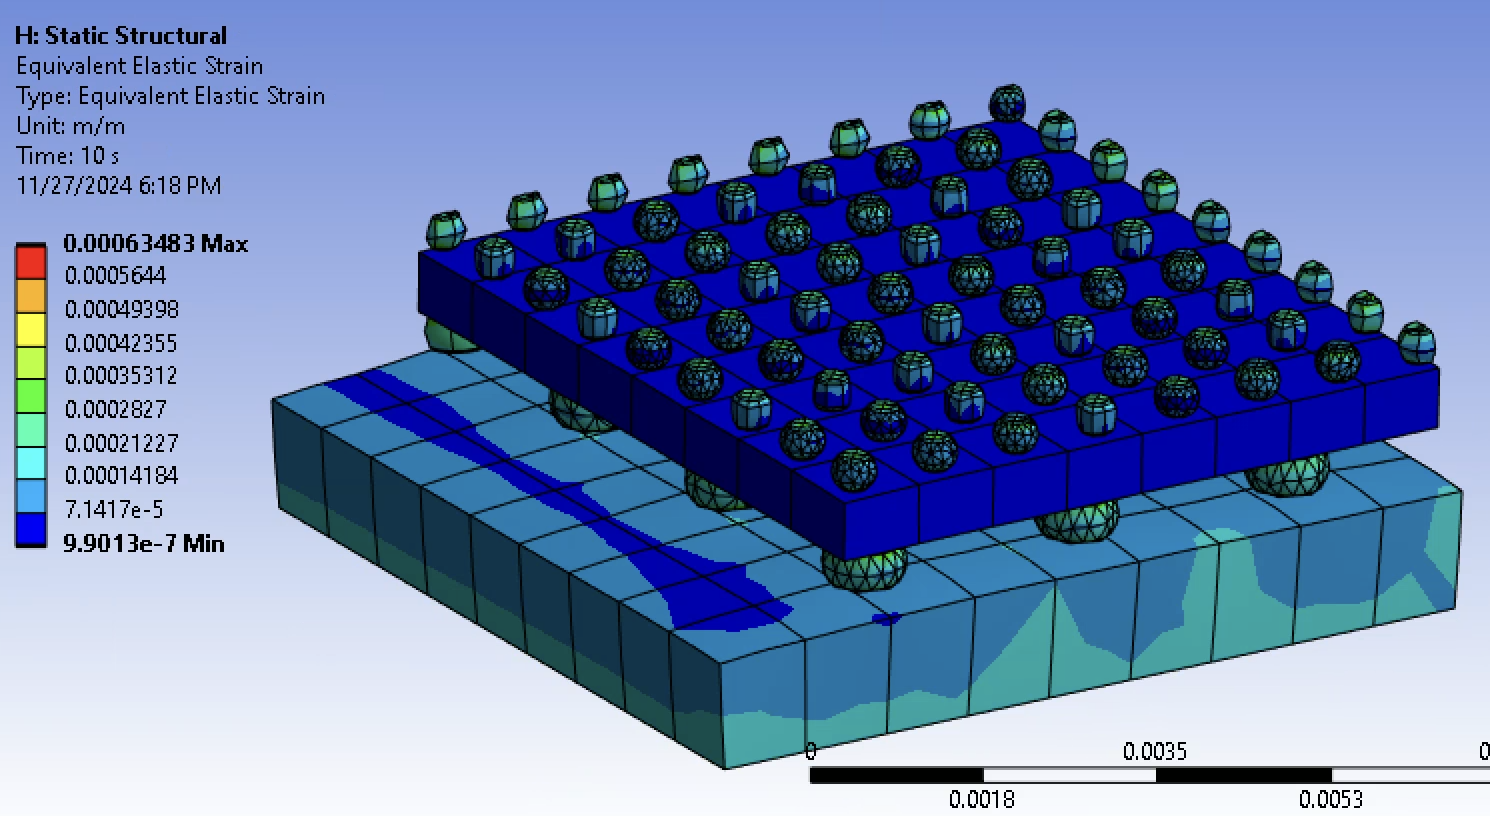 H: Static Structural
Equivalent Elastic Strain
Type: Equivalent Elastic Strain
Unit: m/m
Time: 10 s
11/27/2024 6:18 PM
0.00063483 Max
0.0005644
0.00049398
0.00042355
0.00035312
0.0002827
0.00021227
0.00014184
7.1417e-5
9.9013e-7 Min
0
0.0035
0
0.0018
0.0053